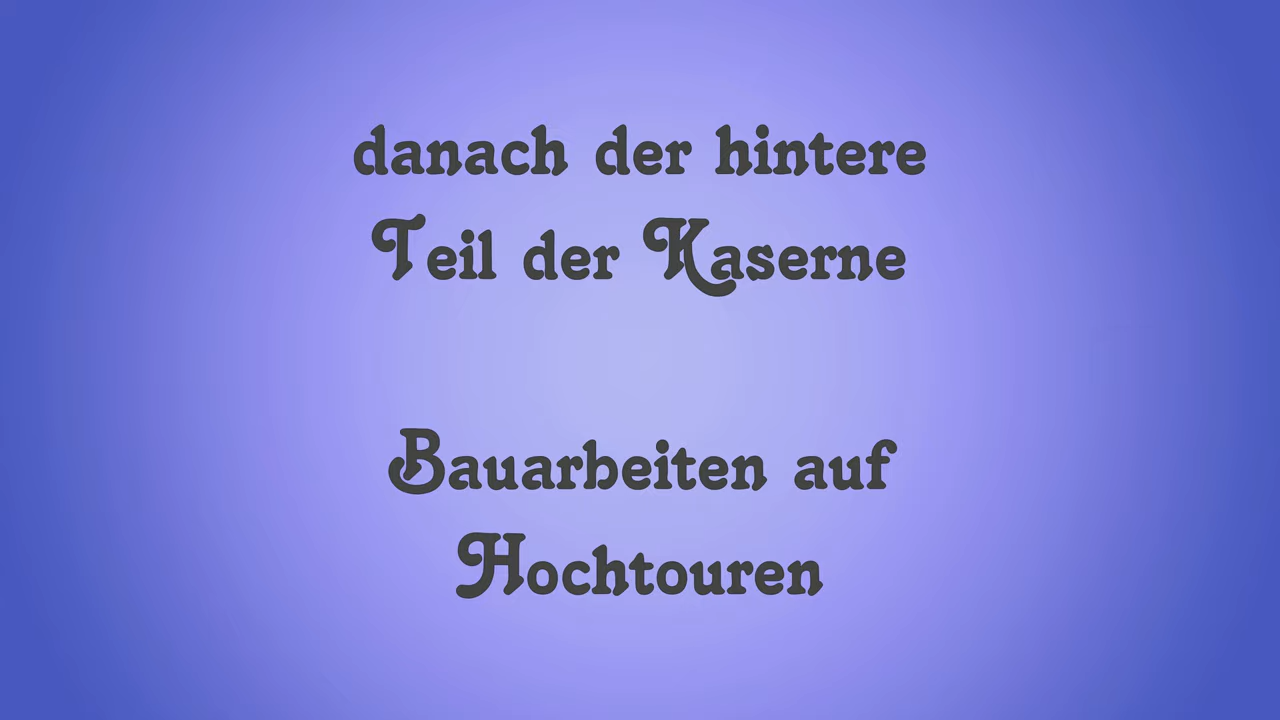 danach der hintere
Teil der Kaserne
Bauarbeiten auf
Hochtouren